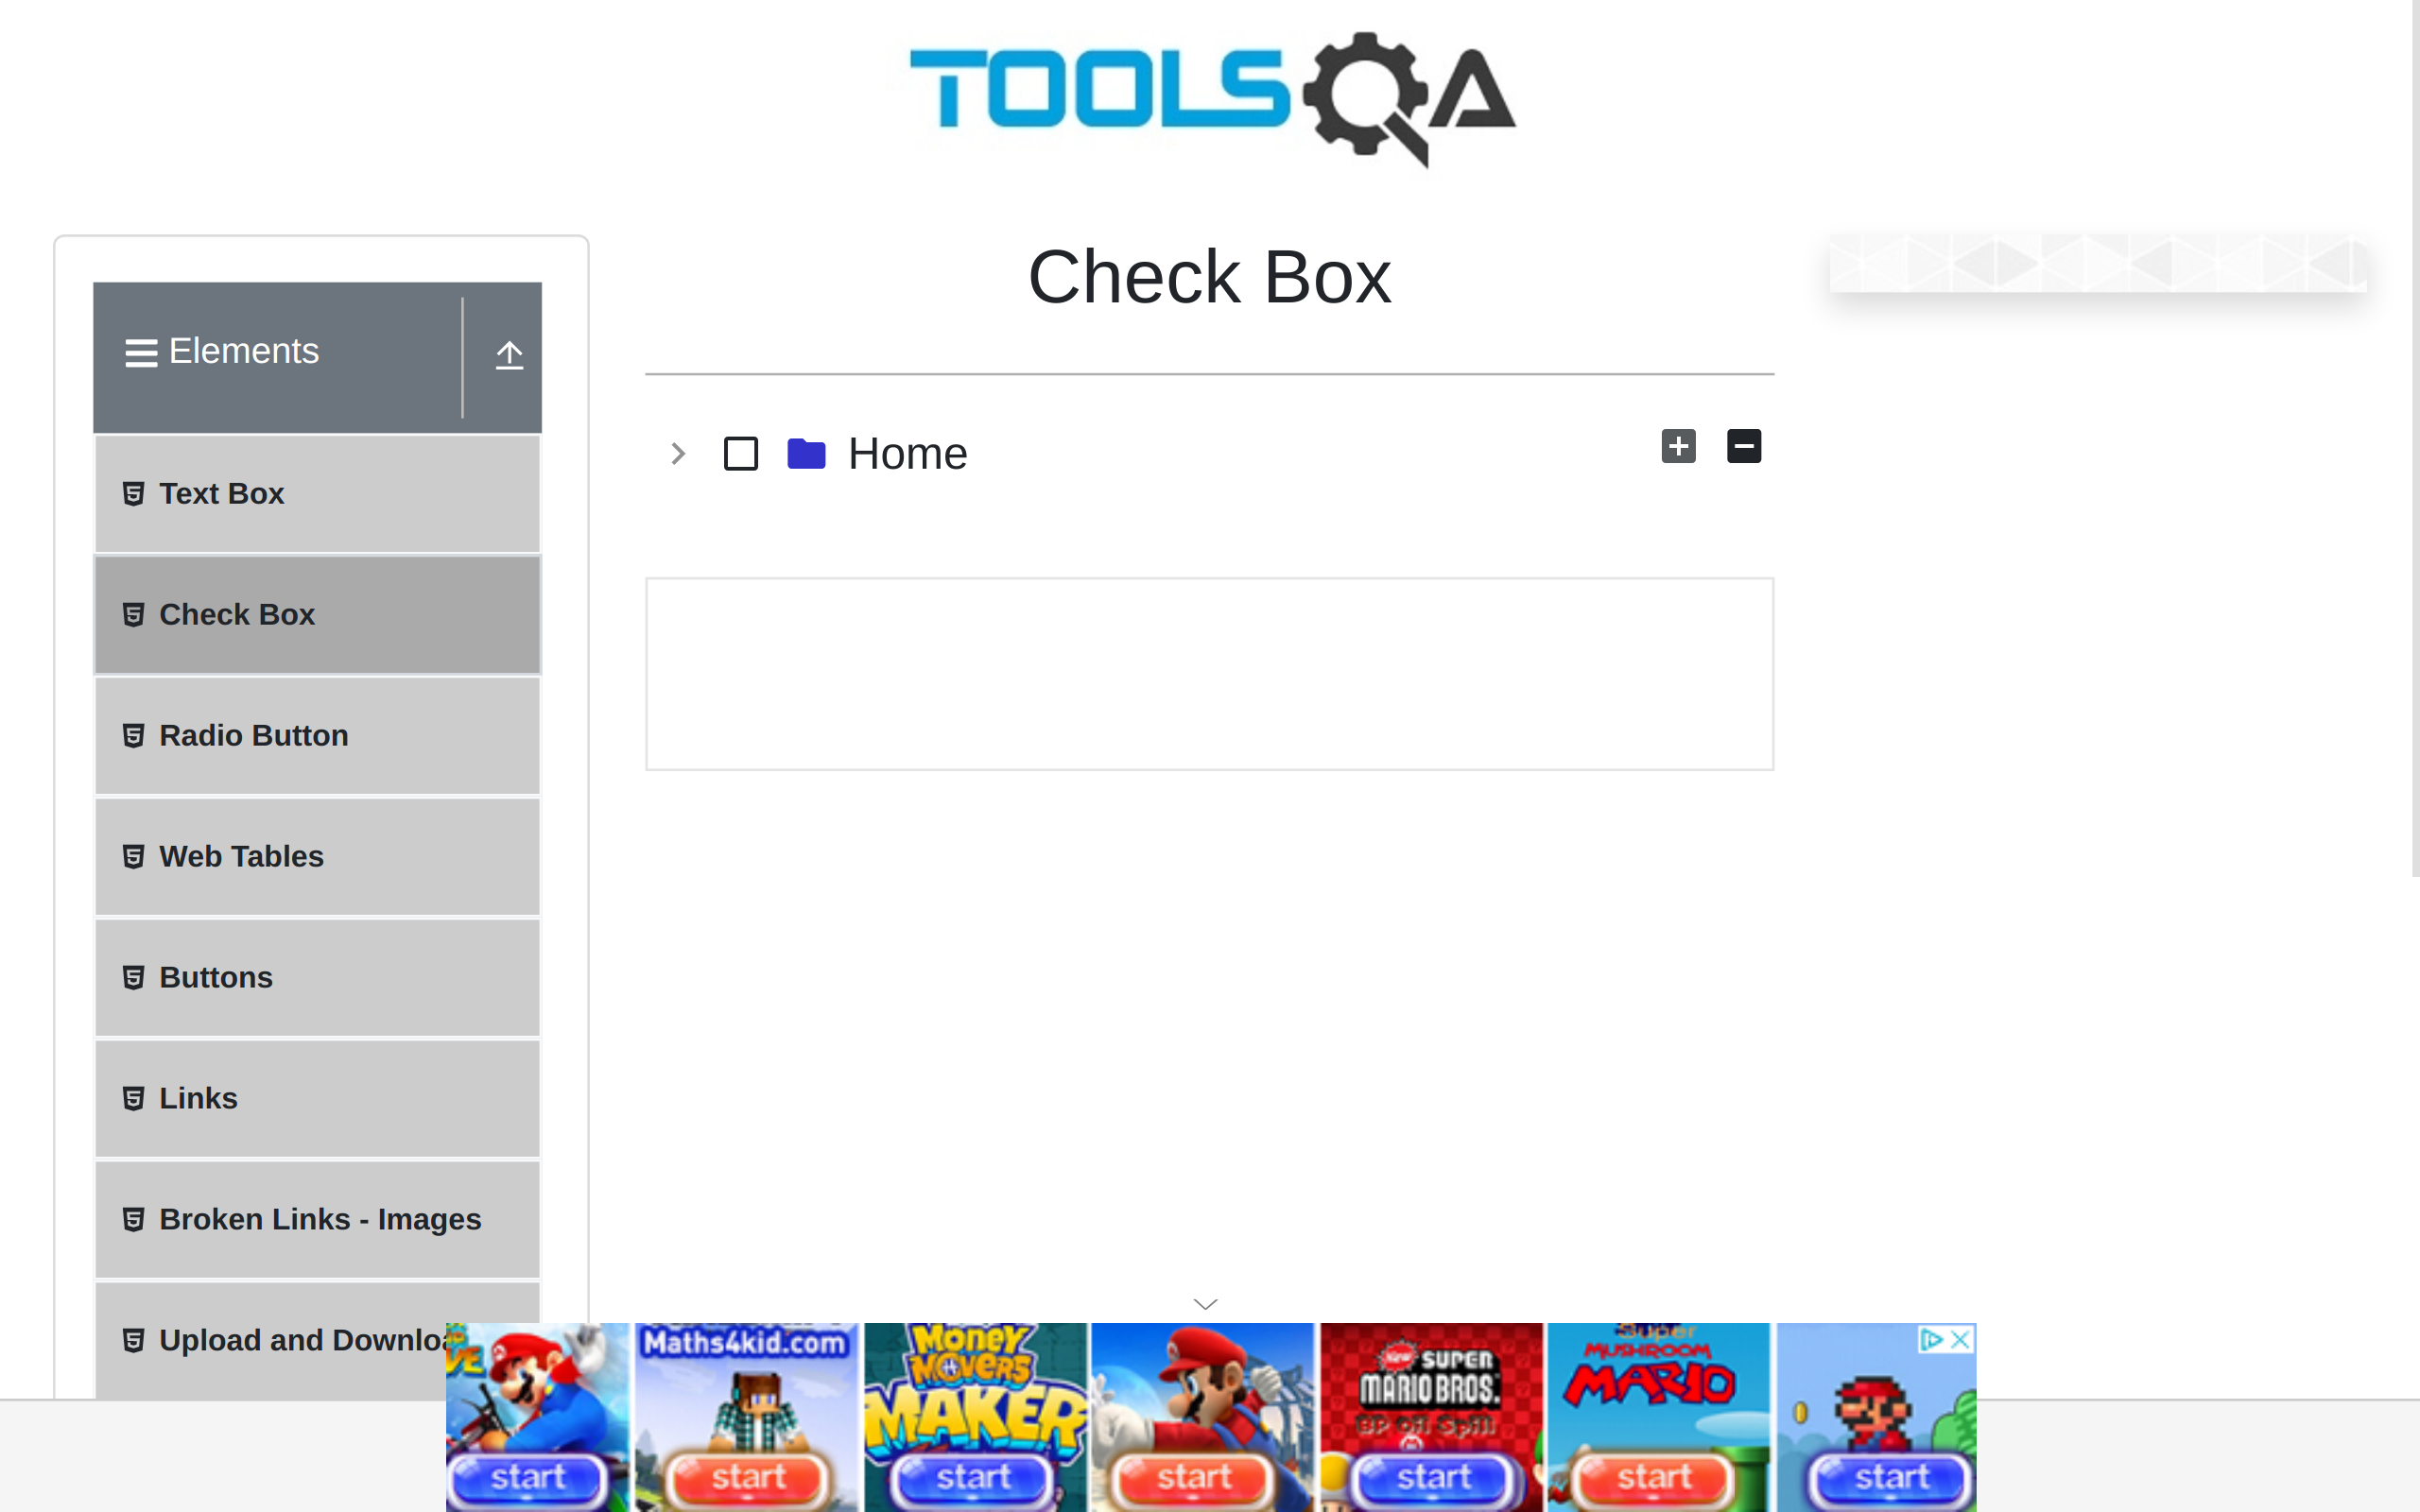 TOOLSQA
Check Box
Elements
Home
Text Box
Check Box
Radio Button
Web Tables
Buttons
Links
Broken Links - Images
Upload and Downloa
Maths4kid.com
Money
Movers
MAKER
New SUPER
MARIO BROS.
Super
MUSHROOM
MARIO
start
start
start
start
start
start
start